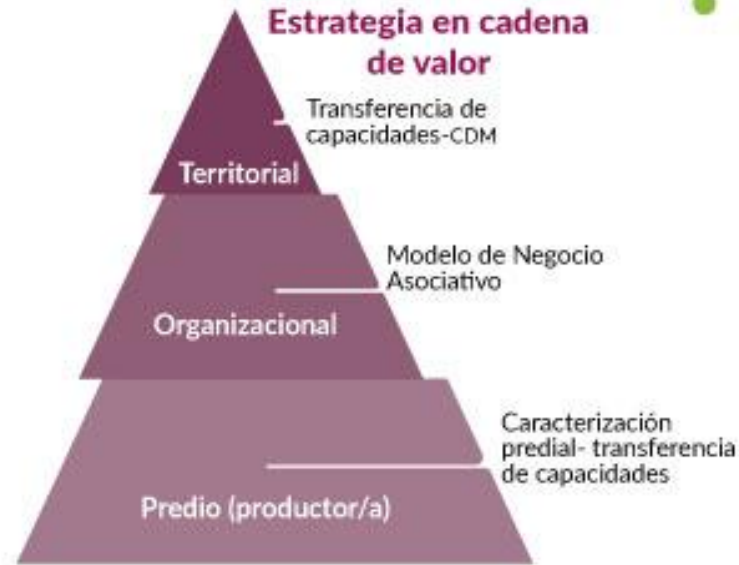 Estrategia en cadena
de valor
Transferencia de
capacidades-CDM
Territorial
Modelo de Negocio
Asociativo
Organizacional
Caracterización
predial- transferencia
de capacidades
Predio (productor/a)